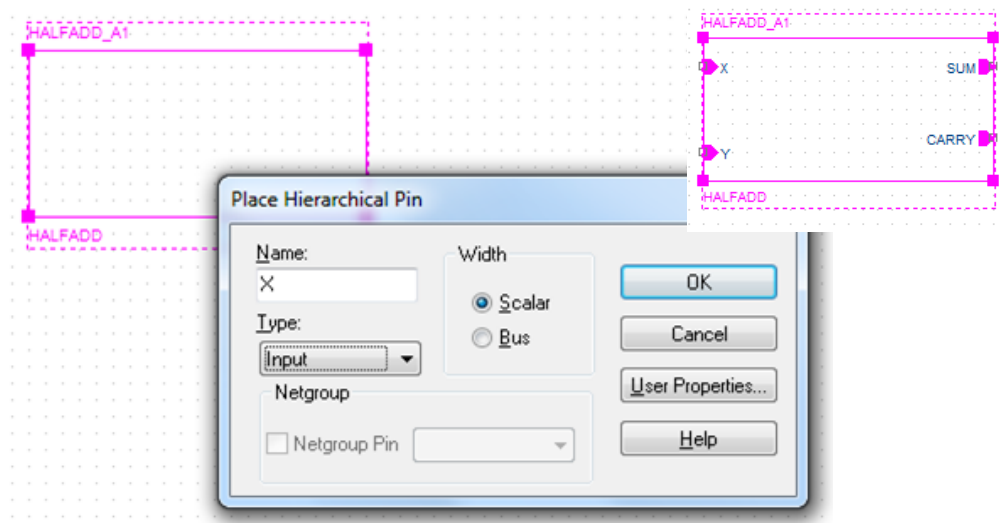 HALFADD_A1
HALFADD
HALFADD_A1
X
SUM
Y
CARRY
HALFADD
Place Hierarchical Pin
Name:
X
Type:
Input
Width
Scalar
Bus
Netgroup
Netgroup Pin
OK
Cancel
User Properties...
Help